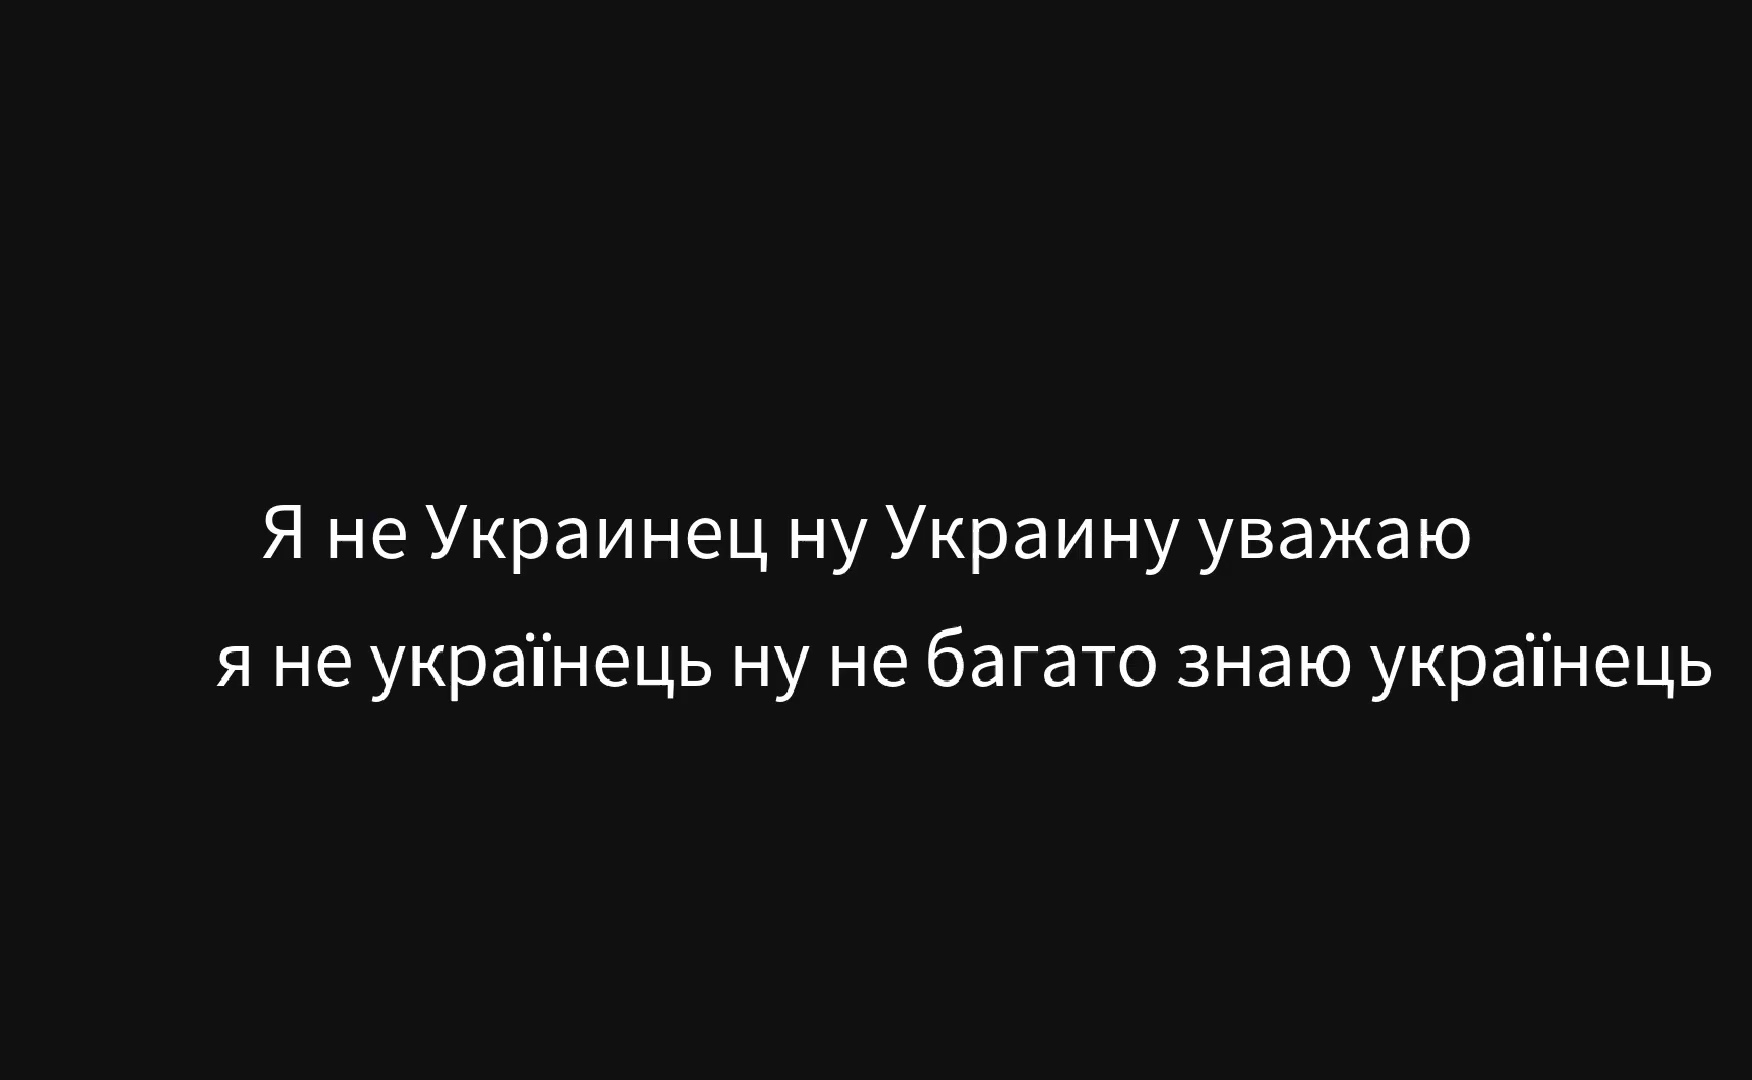 Я не Украинец ну Украину уважаю
я не українець ну не багато знаю українець